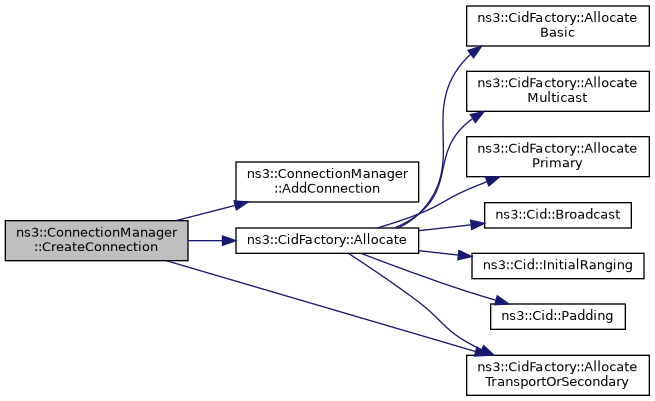 ns3::ConnectionManager
::CreateConnection
ns3::ConnectionManager
::AddConnection
ns3::CidFactory::Allocate
ns3::CidFactory::Allocate
Basic
ns3::CidFactory::Allocate
Multicast
ns3::CidFactory::Allocate
Primary
ns3::Cid::Broadcast
ns3::Cid::InitialRanging
ns3::Cid::Padding
ns3::CidFactory::Allocate
TransportOrSecondary